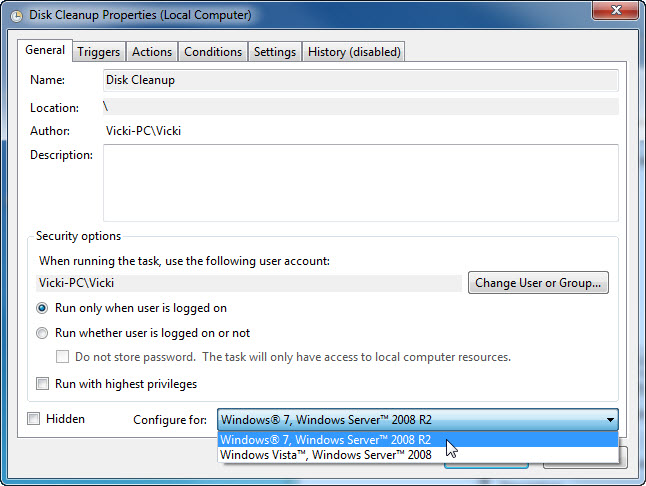 Disk Cleanup Properties (Local Computer)
General Triggers Actions Conditions Settings History (disabled)
Name: Disk Cleanup
Location: \
Author: Vicki-PC\Vicki
Description:
Security options
When running the task, use the following user account:
Vicki-PC\Vicki Change User or Group...
Run only when user is logged on
Run whether user is logged on or not
Do not store password. The task will only have access to local computer resources.
Run with highest privileges
Hidden Configure for: Windows® 7, Windows Server™ 2008 R2
Windows® 7, Windows Server™ 2008 R2
Windows Vista™, Windows Server™ 2008